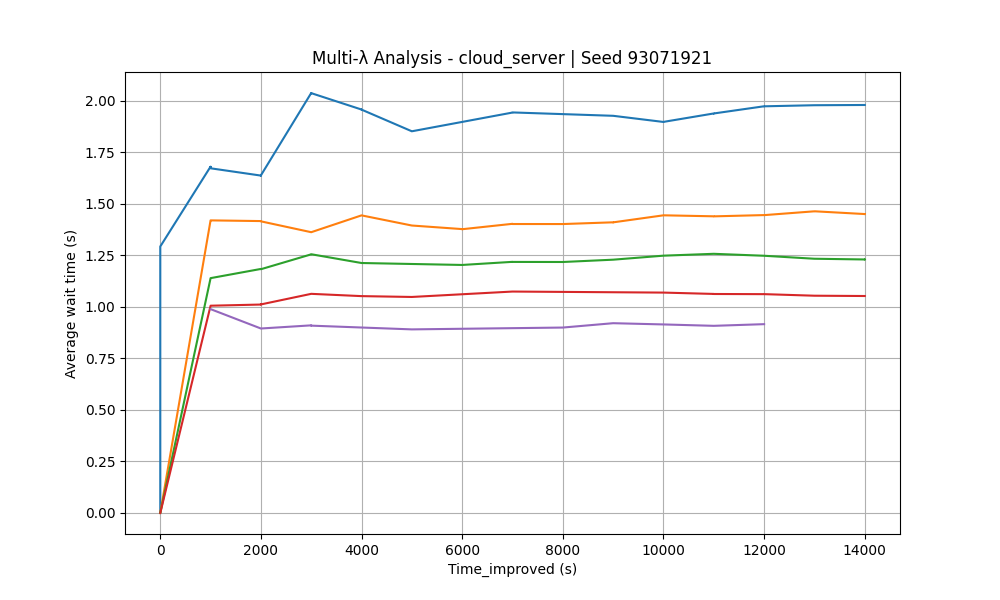 Multi-λ Analysis - cloud_server | Seed 93071921
2.00
1.75
1.50
1.25
1.00
0.75
0.50
0.25
0.00
Average wait time (s)
0 2000 4000 6000 8000 10000 12000 14000
Time_improved (s)